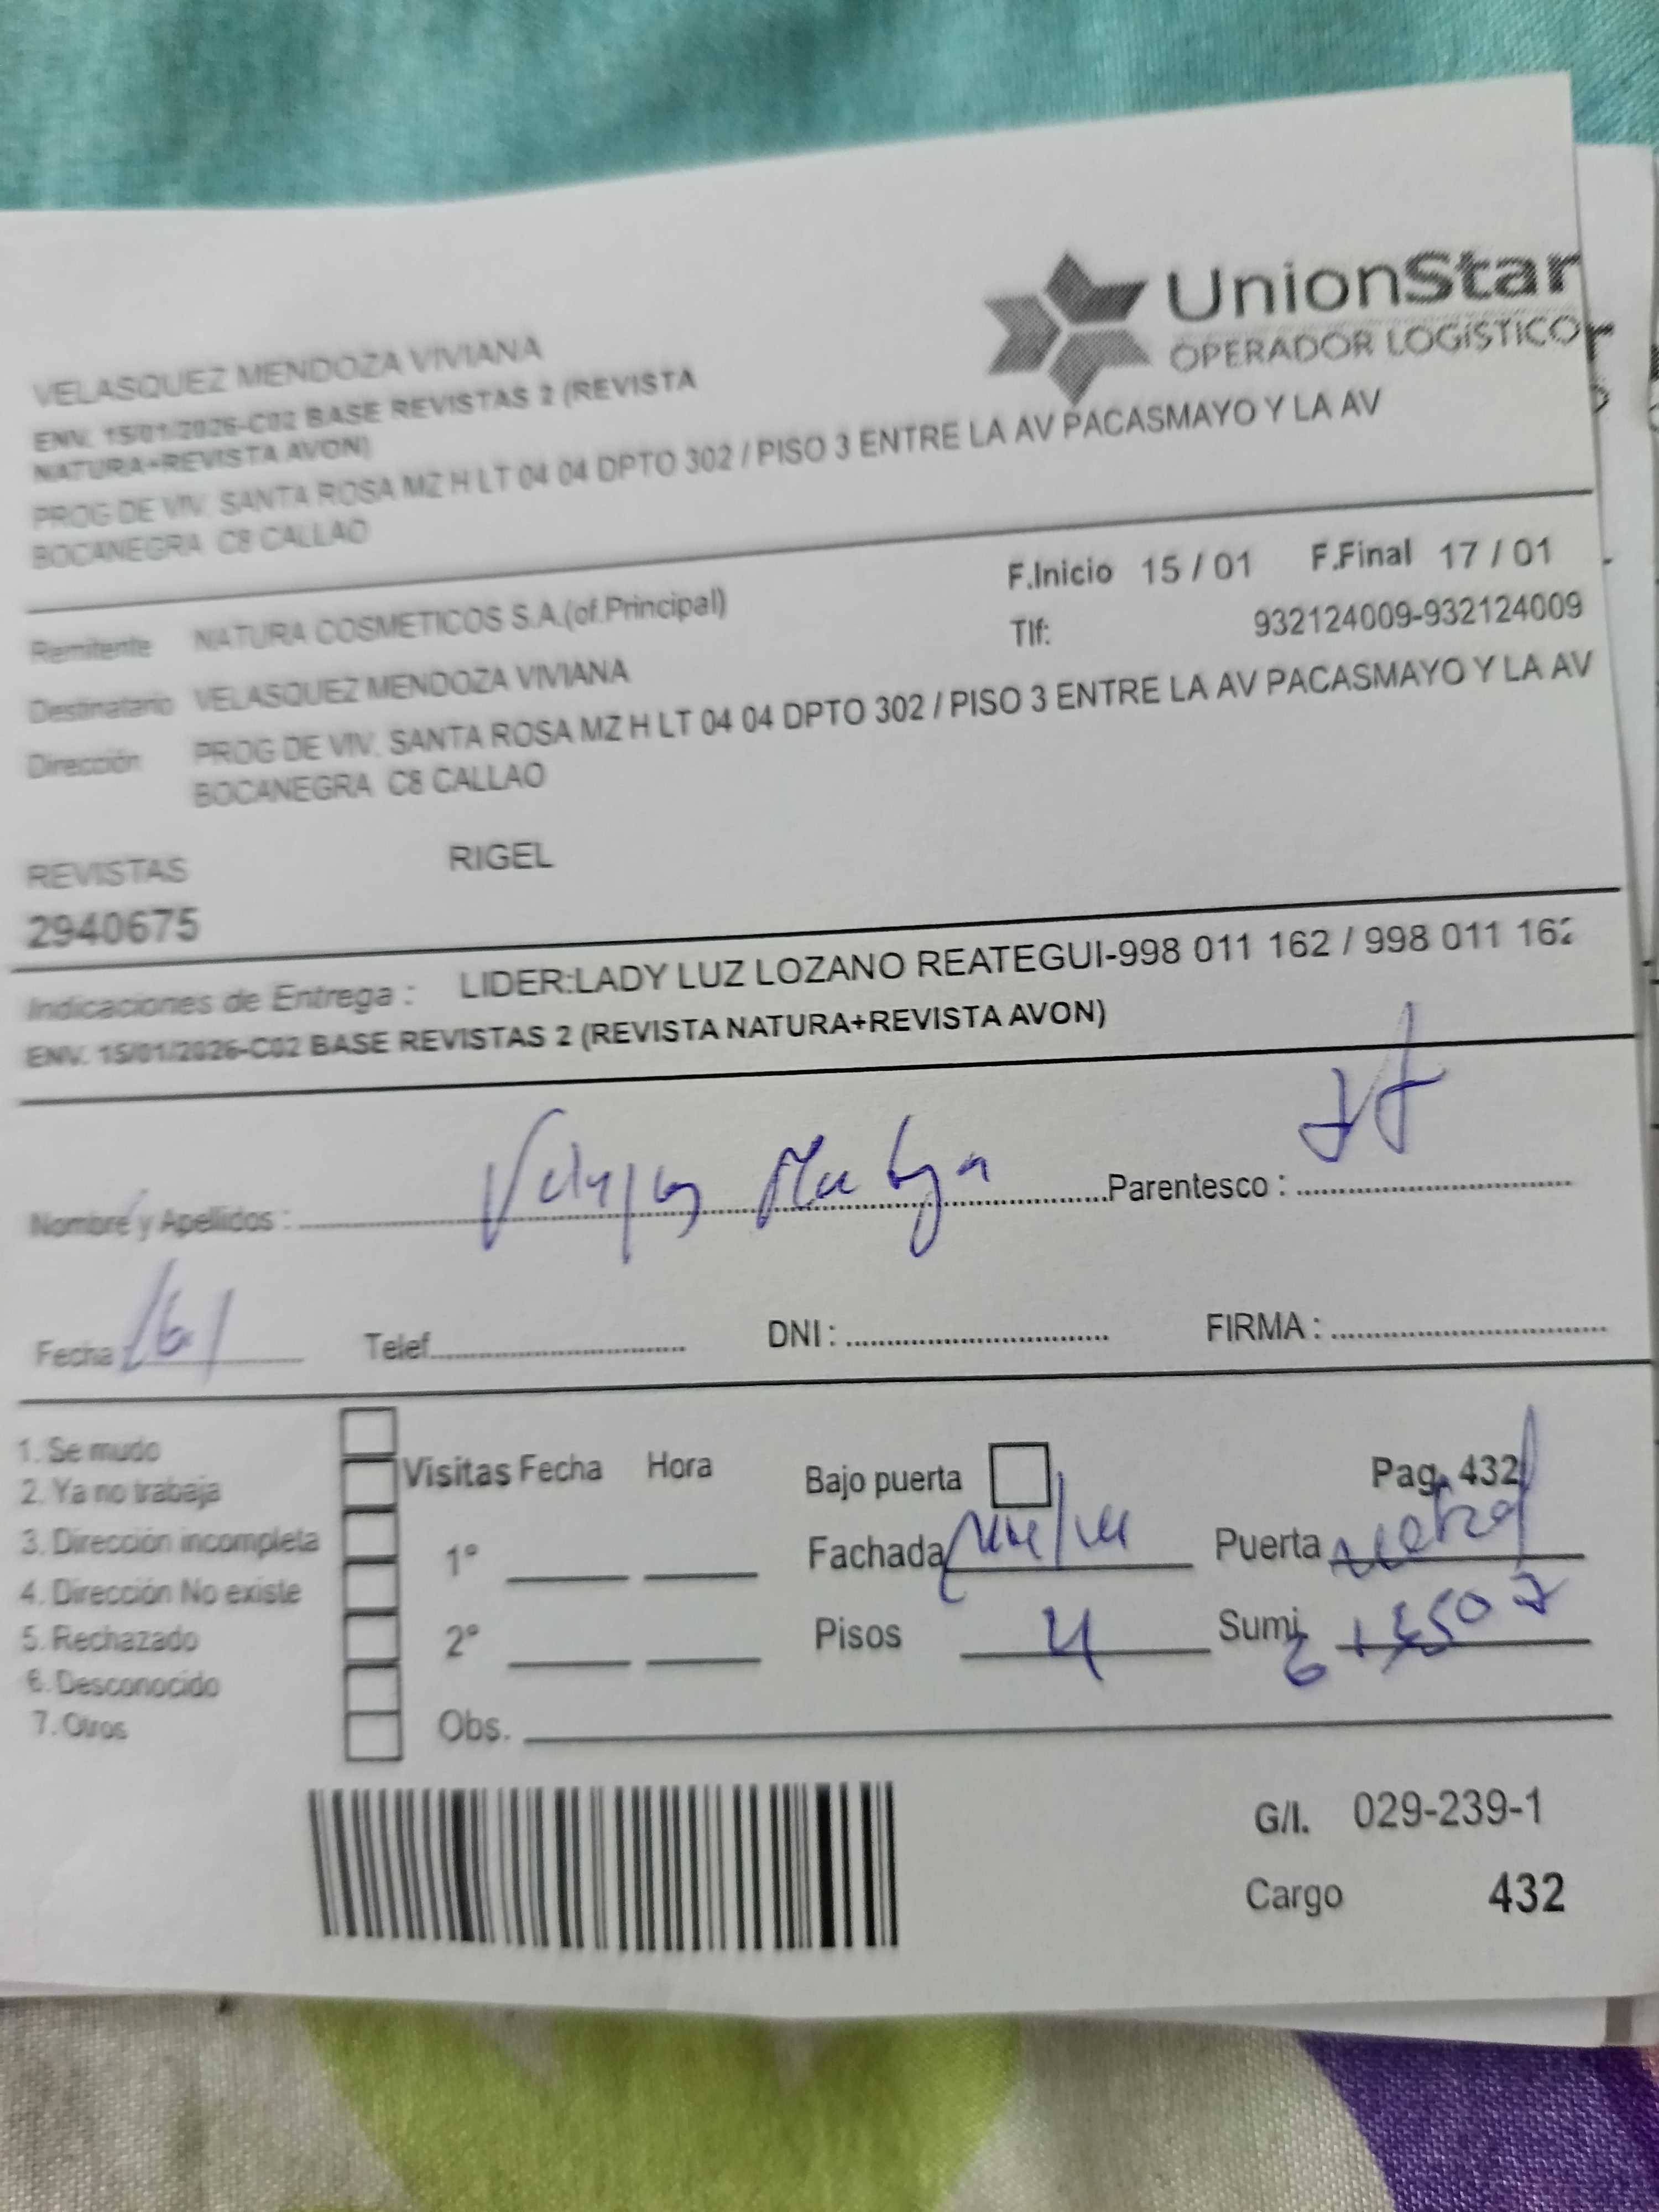 UnionStar
OPERADOR LOGÍSTICO
VELASQUEZ MENDOZA VIVIANA
ENV. 15/01/2026-C02 BASE REVISTAS 2 (REVISTA
NATURA+REVISTA AVON)
PROG DE VIV. SANTA ROSA MZ H LT 04 04 DPTO 302 / PISO 3 ENTRE LA AV PACASMAYO Y LA AV
BOCANEGRA C8 CALLAO
F.Inicio 15 / 01 F.Final 17 / 01
Remitente NATURA COSMETICOS S.A.(of.Principal)
Tlf: 932124009-932124009
Destinatario VELASQUEZ MENDOZA VIVIANA
Dirección PROG DE VIV. SANTA ROSA MZ H LT 04 04 DPTO 302 / PISO 3 ENTRE LA AV PACASMAYO Y LA AV
BOCANEGRA C8 CALLAO
REVISTAS RIGEL
2940675
Indicaciones de Entrega : LIDER:LADY LUZ LOZANO REATEGUI-998 011 162 / 998 011 162
ENV. 15/01/2026-C02 BASE REVISTAS 2 (REVISTA NATURA+REVISTA AVON)
Nombre y Apellidos : Parentesco :
Fecha 16/ Telef. DNI : FIRMA :
1. Se mudo
2. Ya no trabaja
3. Dirección incompleta
4. Dirección No existe
5. Rechazado
6. Desconocido
7. Otros
Visitas Fecha Hora
1°
2°
Obs.
Bajo puerta Pag. 432
Fachada Puerta metal
Pisos 4 Sumi
G/I. 029-239-1
Cargo 432